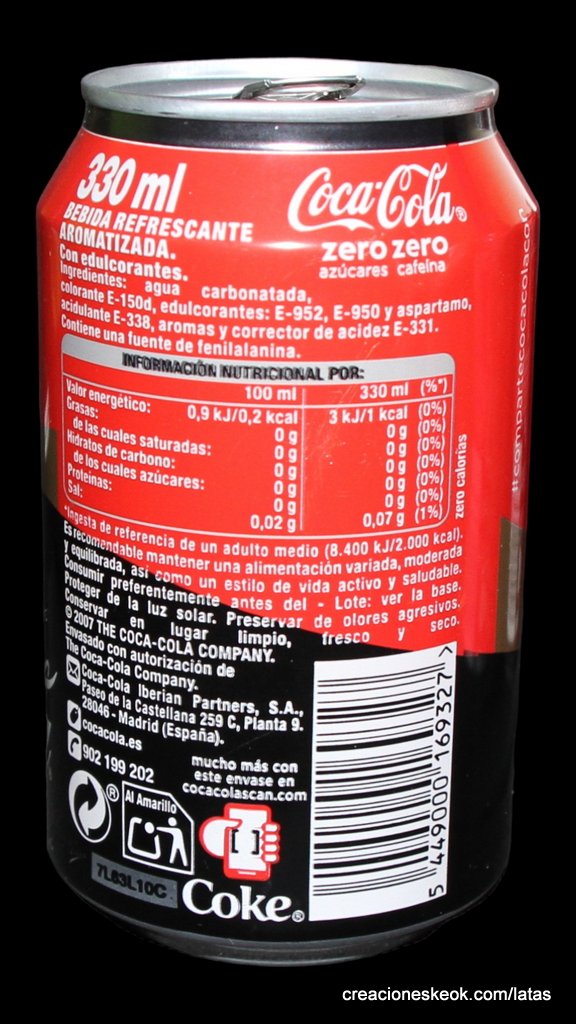 330 ml
BEBIDA REFRESCANTE
AROMATIZADA.
Coca-Cola®
zero zero
azúcares cafeína
Con edulcorantes.
Ingredientes: agua carbonatada,
colorante E-150d, edulcorantes: E-952, E-950 y aspartamo,
acidulante E-338, aromas y corrector de acidez E-331.
Contiene una fuente de fenilalanina.
INFORMACIÓN NUTRICIONAL POR:
100 ml 330 ml (%*)
Valor energético: 0,9 kJ/0,2 kcal 3 kJ/1 kcal (0%)
Grasas: 0 g 0 g (0%)
de las cuales saturadas: 0 g 0 g (0%)
Hidratos de carbono: 0 g 0 g (0%)
de los cuales azúcares: 0 g 0 g (0%)
Proteínas: 0 g 0 g (0%)
Sal: 0,02 g 0,07 g (1%)
zero calorías
#compartecocacolacon
*Ingesta de referencia de un adulto medio (8.400 kJ/2.000 kcal).
Es recomendable mantener una alimentación variada, moderada
y equilibrada, así como un estilo de vida activo y saludable.
Consumir preferentemente antes del - Lote: ver la base.
Proteger de la luz solar. Preservar de olores agresivos.
Conservar en lugar limpio, fresco y seco.
© 2007 THE COCA-COLA COMPANY.
Envasado con autorización de
The Coca-Cola Company.
Coca-Cola Iberian Partners, S.A.,
Paseo de la Castellana 259 C, Planta 9.
28046 - Madrid (España).
cocacola.es
902 199 202
mucho más con
este envase en
cocacolascan.com
®
Al Amarillo
7L63L10C
Coke®
5 449000 169327 >
creacioneskeok.com/latas